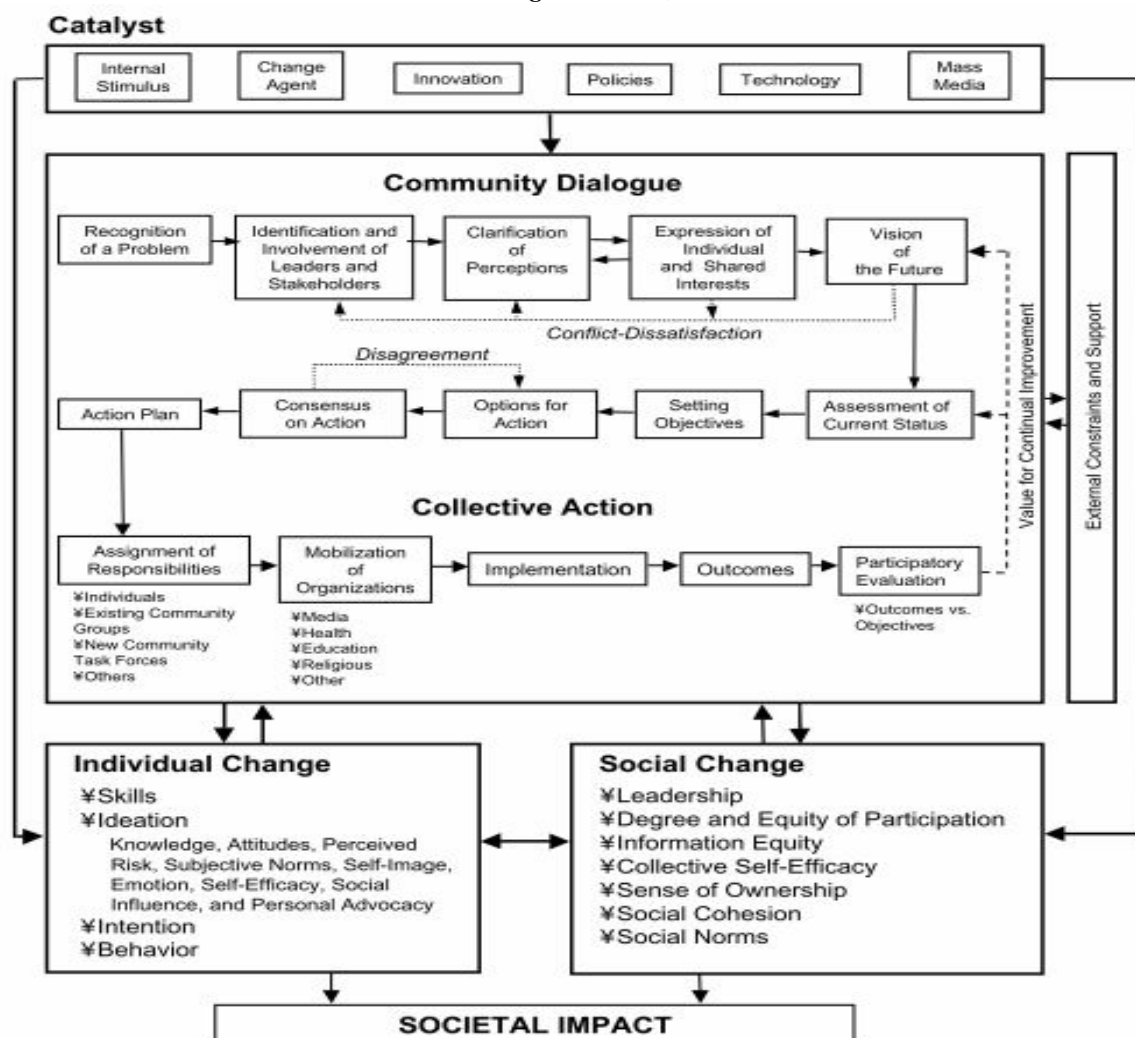 Catalyst
Internal
Stimulus
Change
Agent
Innovation
Policies
Technology
Mass
Media
Community Dialogue
Recognition
of a Problem
Identification and
Involvement of
Leaders and
Stakeholders
Clarification
of
Perceptions
Expression of
Individual
and Shared
Interests
Vision
of
the Future
Conflict-Dissatisfaction
Disagreement
Action Plan
Consensus
on Action
Options for
Action
Setting
Objectives
Assessment of
Current Status
Value for Continual Improvement
External Constraints and Support
Collective Action
Assignment of
Responsibilities
¥Individuals
¥Existing Community
Groups
¥New Community
Task Forces
¥Others
Mobilization
of
Organizations
¥Media
¥Health
¥Education
¥Religious
¥Other
Implementation
Outcomes
Participatory
Evaluation
¥Outcomes vs.
Objectives
Individual Change
¥Skills
¥Ideation
Knowledge, Attitudes, Perceived
Risk, Subjective Norms, Self-Image,
Emotion, Self-Efficacy, Social
Influence, and Personal Advocacy
¥Intention
¥Behavior
Social Change
¥Leadership
¥Degree and Equity of Participation
¥Information Equity
¥Collective Self-Efficacy
¥Sense of Ownership
¥Social Cohesion
¥Social Norms
SOCIETAL IMPACT